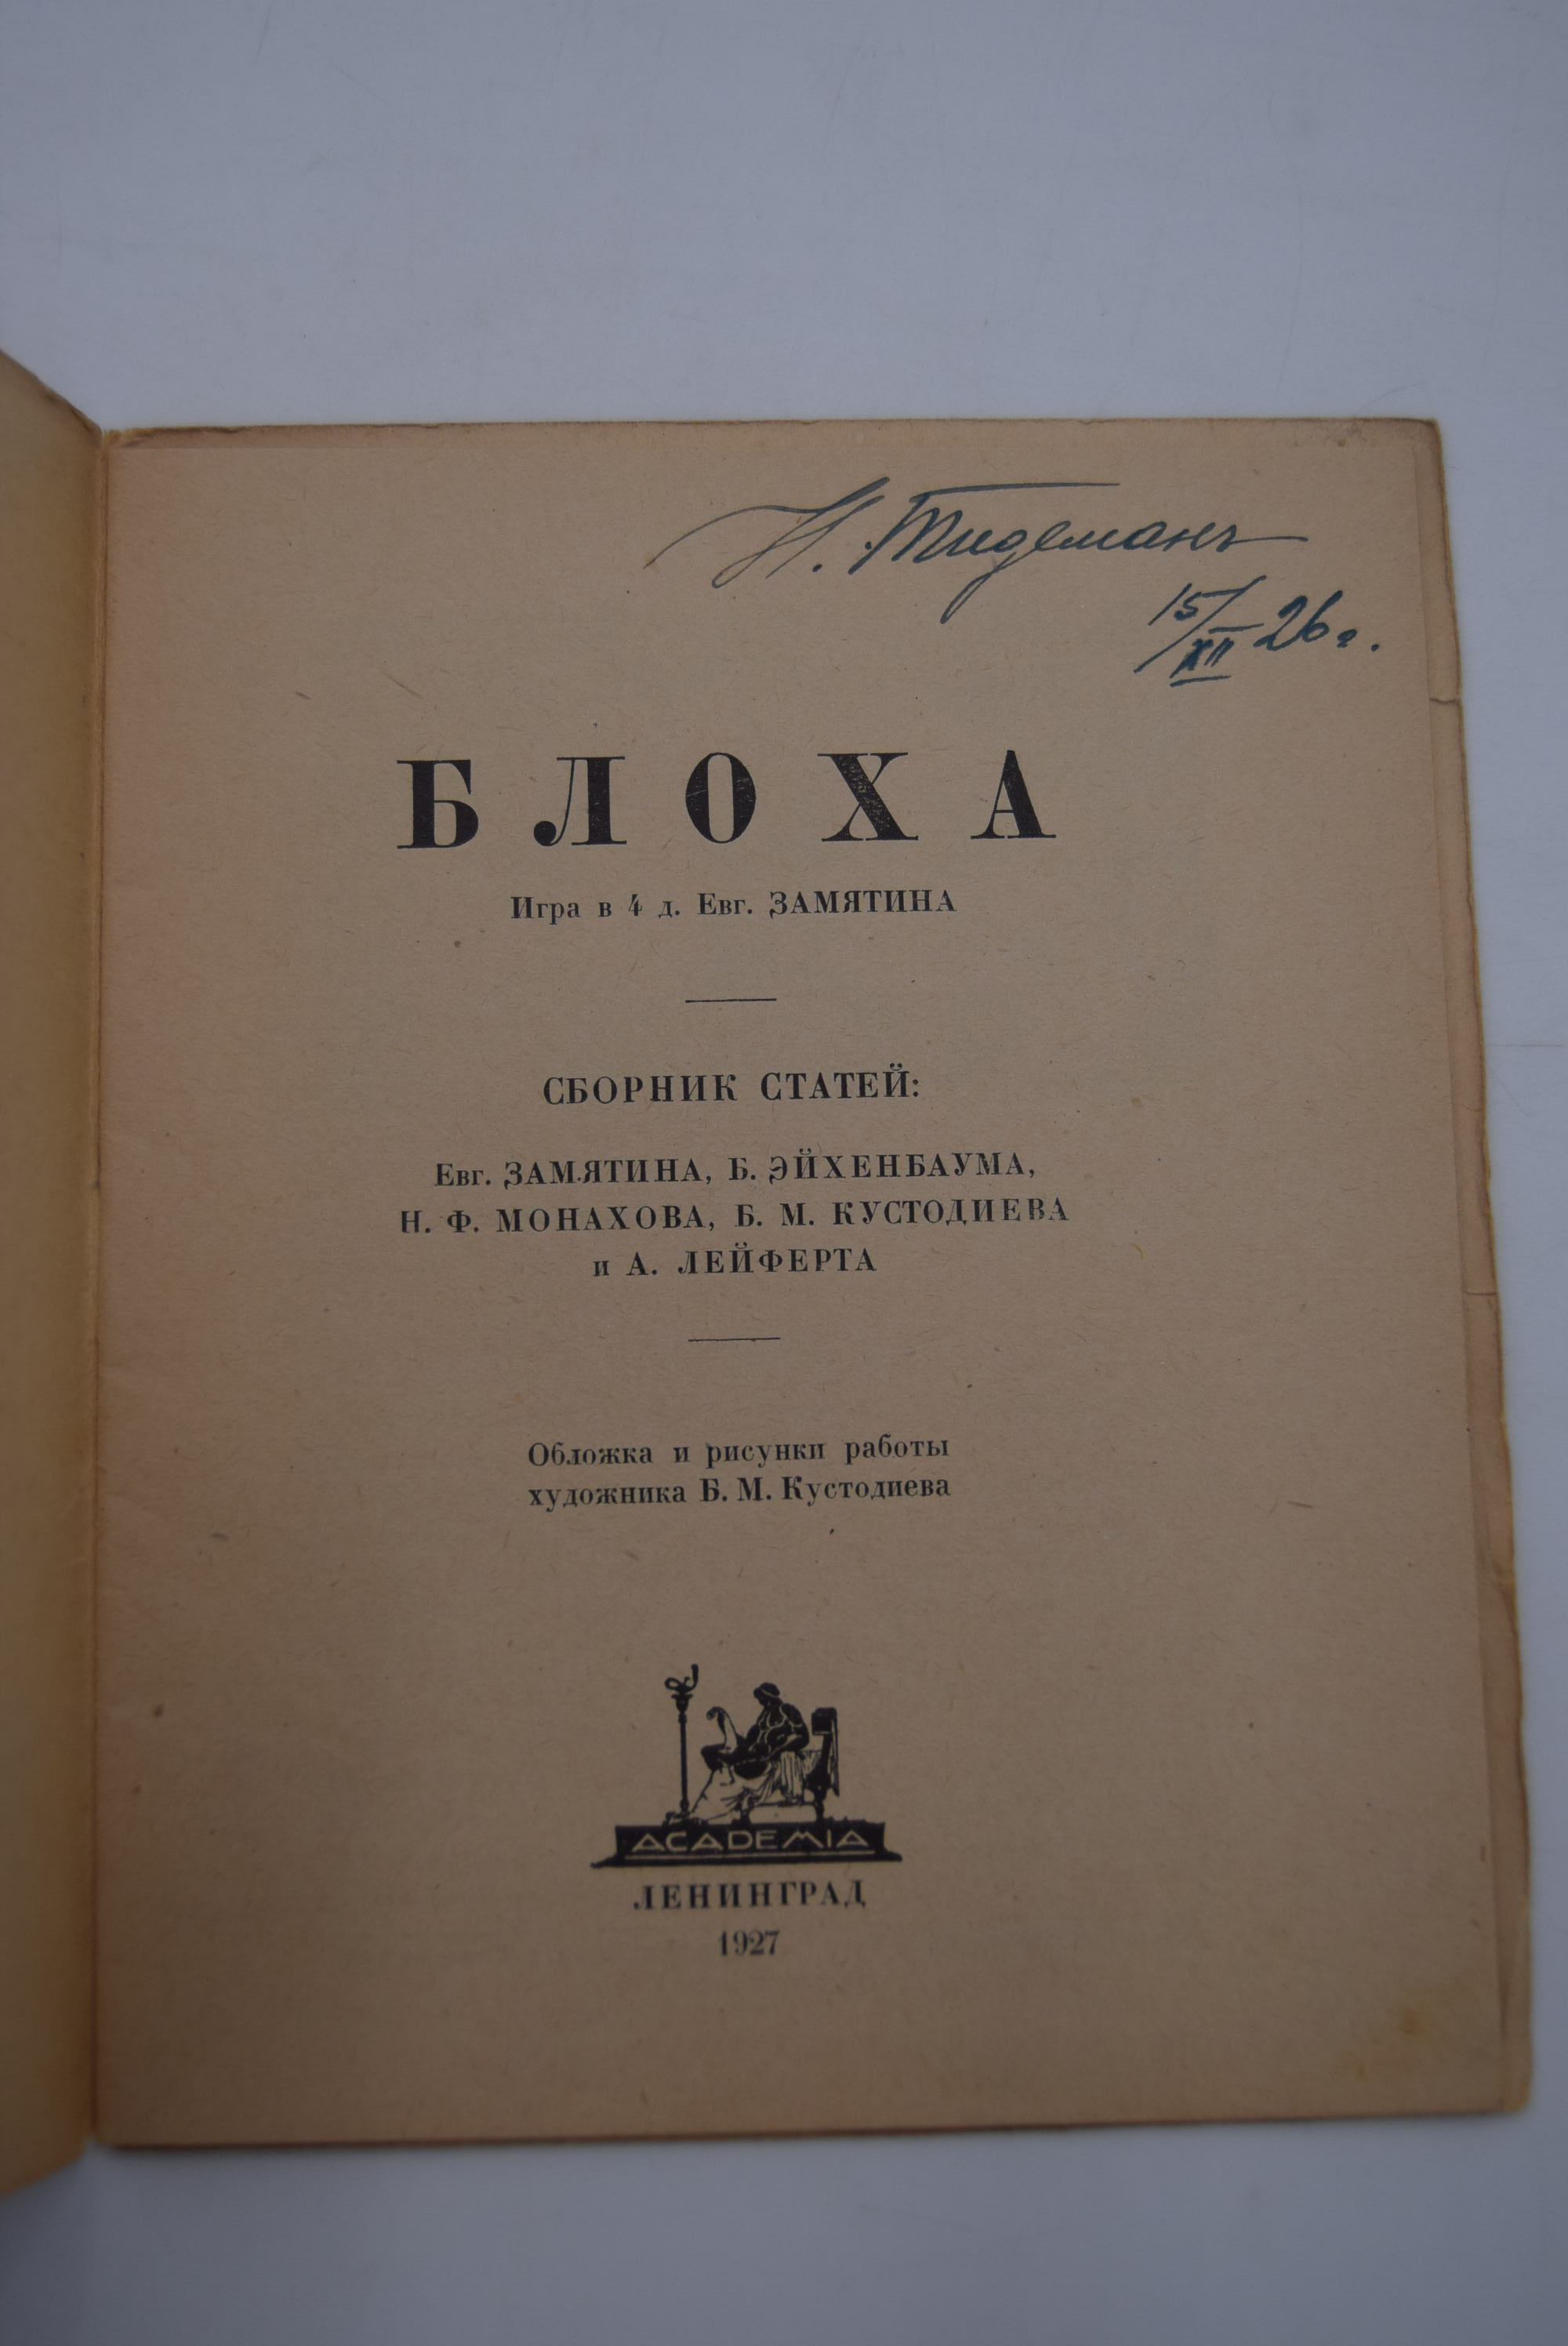 Н. Тидеманъ
15/XII 26 г.
БЛОХА
Игра в 4 д. Евг. ЗАМЯТИНА
СБОРНИК СТАТЕЙ:
Евг. ЗАМЯТИНА, Б. ЭЙХЕНБАУМА,
Н. Ф. МОНАХОВА, Б. М. КУСТОДИЕВА
и А. ЛЕЙФЕРТА
Обложка и рисунки работы
художника Б. М. Кустодиева
ACADEMIA
ЛЕНИНГРАД
1927